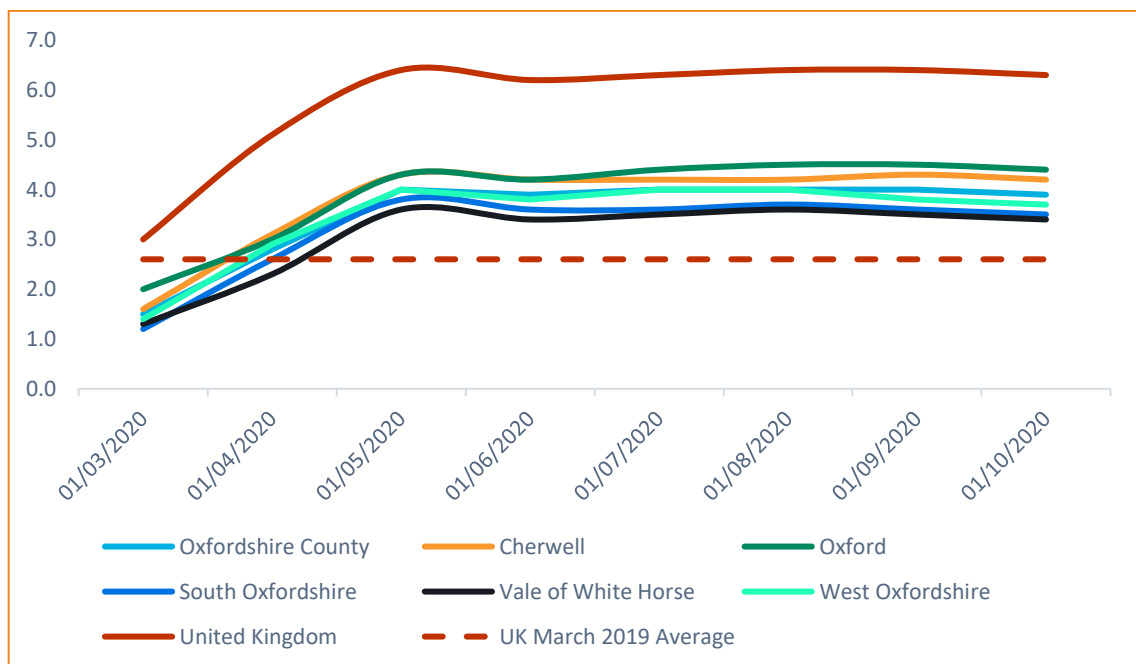 7.0
6.0
5.0
4.0
3.0
2.0
1.0
0.0
01/03/2020
01/04/2020
01/05/2020
01/06/2020
01/07/2020
01/08/2020
01/09/2020
01/10/2020
Oxfordshire County
Cherwell
Oxford
South Oxfordshire
Vale of White Horse
West Oxfordshire
United Kingdom
UK March 2019 Average